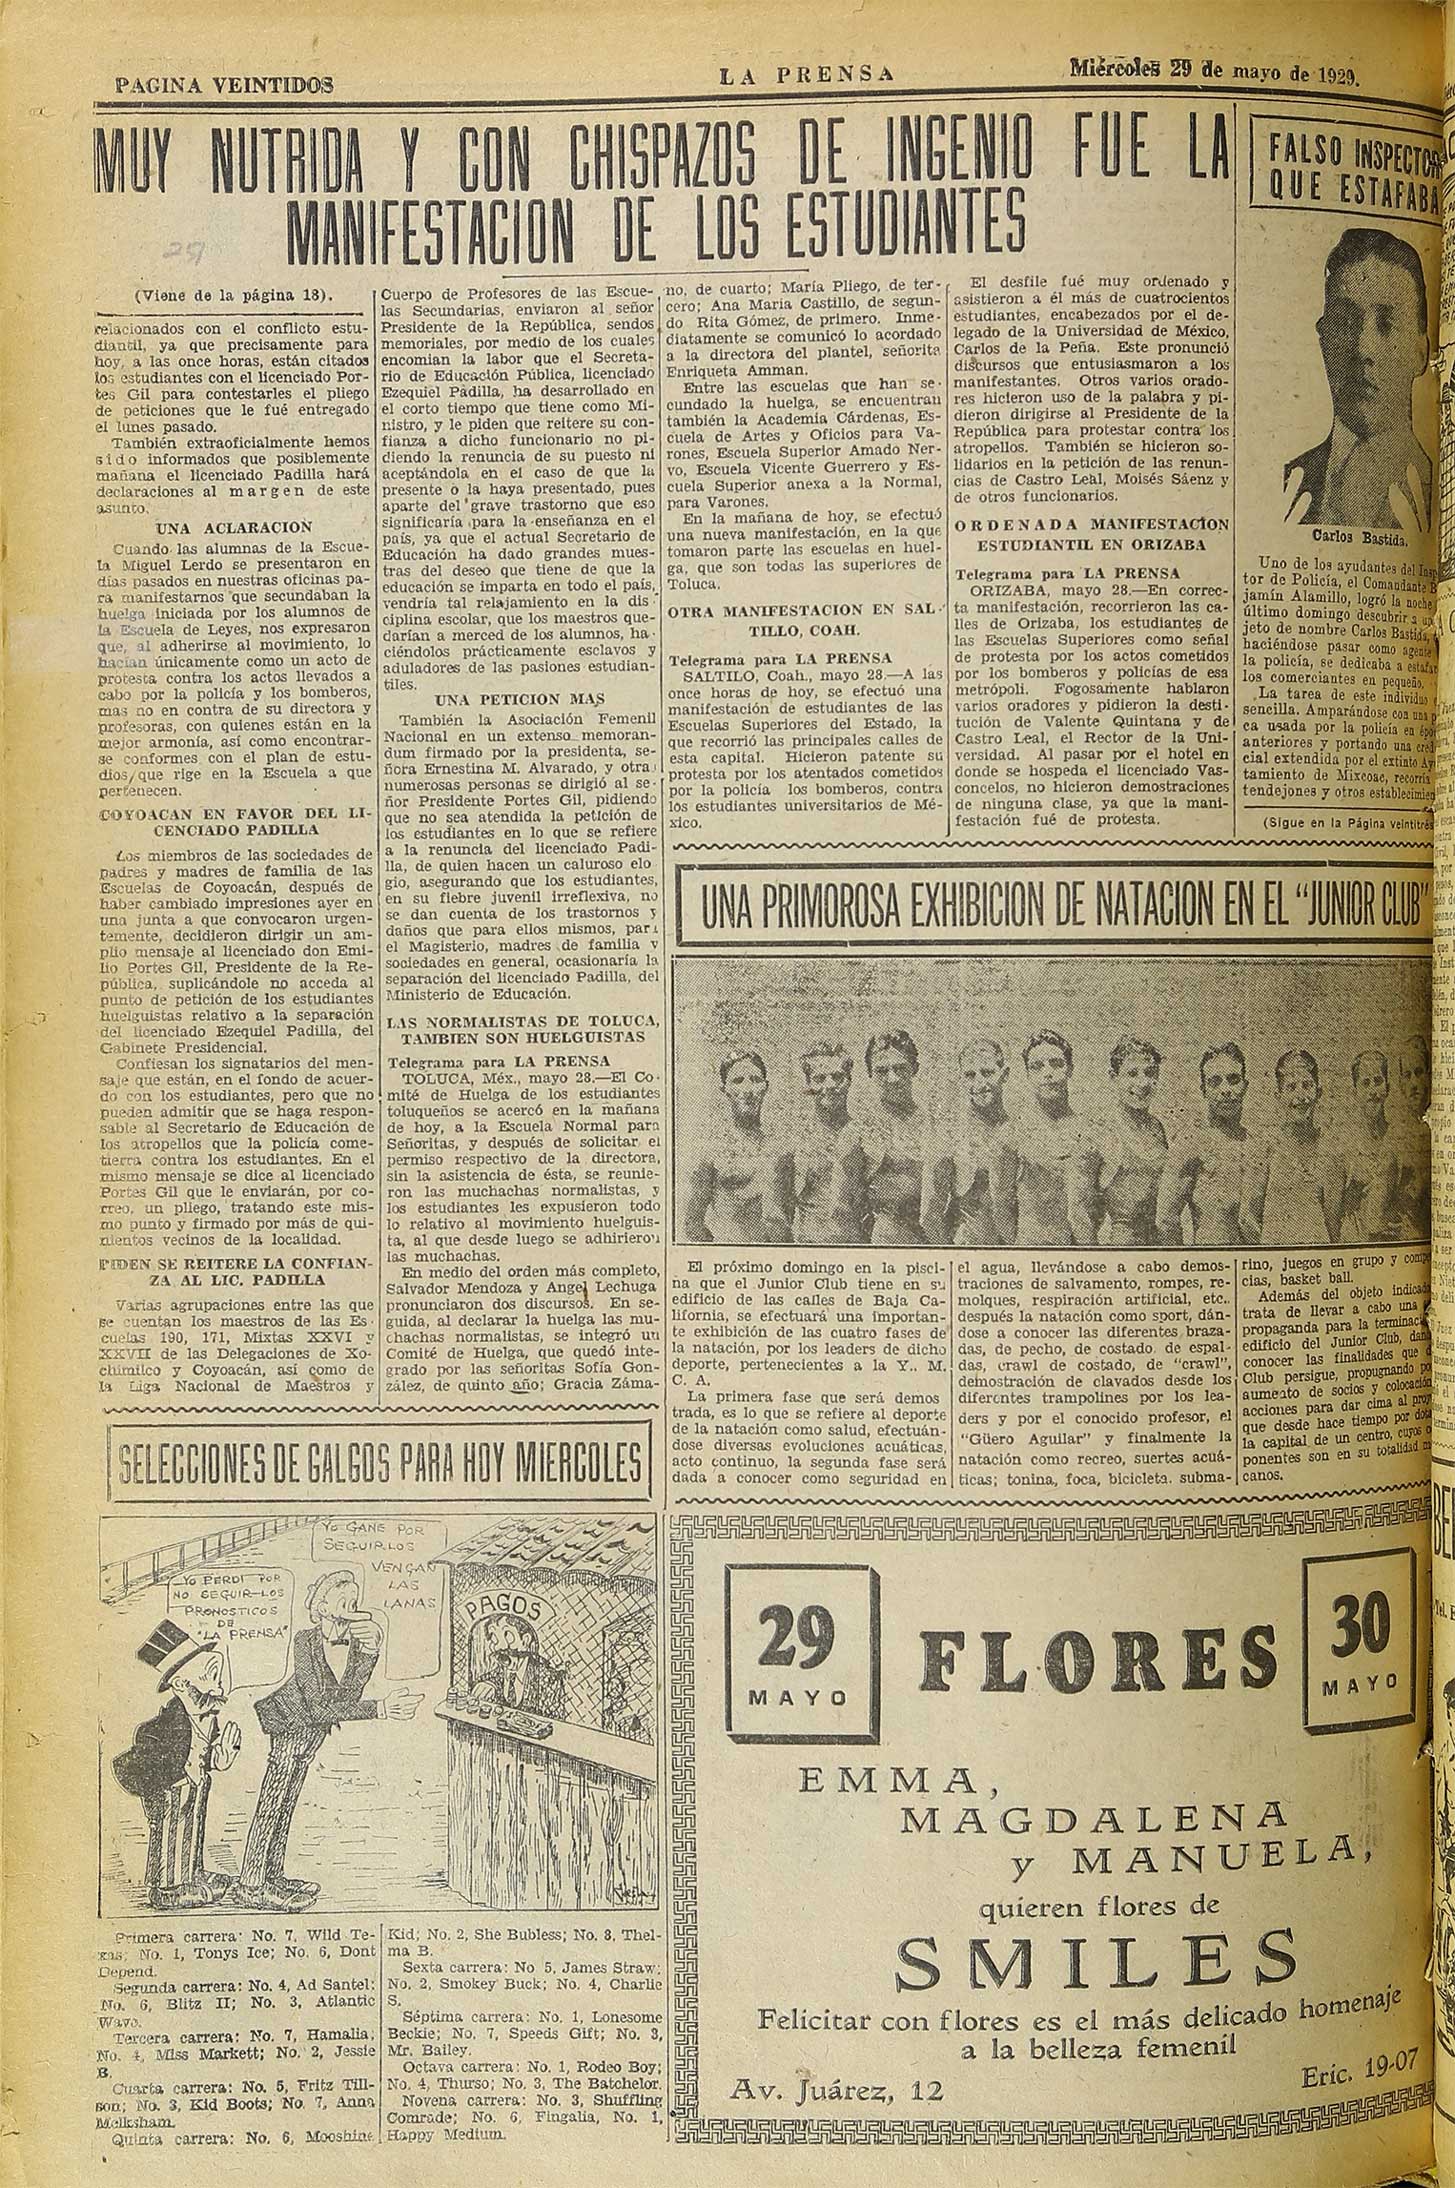 PAGINA VEINTIDOS
LA PRENSA
Miércoles 29 de mayo de 1929.
MUY NUTRIDA Y CON CHISPAZOS DE INGENIO FUE LA
MANIFESTACION DE LOS ESTUDIANTES
(Viene de la página 18).
relacionados con el conflicto estu-
diantil, ya que precisamente para
hoy, a las once horas, están citados
los estudiantes con el licenciado Por-
tes Gil para contestarles el pliego
de peticiones que le fué entregado
el lunes pasado.
También extraoficialmente hemos
sido informados que posiblemente
mañana el licenciado Padilla hará
declaraciones al margen de este
asunto.
UNA ACLARACION
Cuando las alumnas de la Escue-
la Miguel Lerdo se presentaron en
días pasados en nuestras oficinas pa-
ra manifestarnos que secundaban la
huelga iniciada por los alumnos de
la Escuela de Leyes, nos expresaron
que, al adherirse al movimiento, lo
hacían únicamente como un acto de
protesta contra los actos llevados a
cabo por la policía y los bomberos,
mas no en contra de su directora y
profesoras, con quienes están en la
mejor armonía, así como encontrar-
se conformes con el plan de estu-
dios, que rige en la Escuela a que
pertenecen.
COYOACAN EN FAVOR DEL LI-
CENCIADO PADILLA
Los miembros de las sociedades de
padres y madres de familia de las
Escuelas de Coyoacán, después de
haber cambiado impresiones ayer en
una junta a que convocaron urgen-
temente, decidieron dirigir un am-
plio mensaje al licenciado don Emi-
lio Portes Gil, Presidente de la Re-
pública, suplicándole no acceda al
punto de petición de los estudiantes
huelguistas relativo a la separación
del licenciado Ezequiel Padilla, del
Gabinete Presidencial.
Confiesan los signatarios del men-
saje que están, en el fondo de acuer-
do con los estudiantes, pero que no
pueden admitir que se haga respon-
sable al Secretario de Educación de
los atropellos que la policía come-
tiera contra los estudiantes. En el
mismo mensaje se dice al licenciado
Portes Gil que le enviarán, por co-
rreo, un pliego, tratando este mis-
mo punto y firmado por más de qui-
nientos vecinos de la localidad.
PIDEN SE REITERE LA CONFIAN-
ZA AL LIC. PADILLA
Varias agrupaciones entre las que
se cuentan los maestros de las Es-
cuelas 190, 171, Mixtas XXVI y
XXVII de las Delegaciones de Xo-
chimilco y Coyoacán, así como de
la Liga Nacional de Maestros y
Cuerpo de Profesores de las Escue-
las Secundarias, enviaron al señor
Presidente de la República, sendos
memoriales, por medio de los cuales
encomian la labor que el Secreta-
rio de Educación Pública, licenciado
Ezequiel Padilla, ha desarrollado en
el corto tiempo que tiene como Mi-
nistro, y le piden que reitere su con-
fianza a dicho funcionario no pi-
diendo la renuncia de su puesto ni
aceptándola en el caso de que la
presente o la haya presentado, pues
aparte del grave trastorno que eso
significaría para la enseñanza en el
país, ya que el actual Secretario de
Educación ha dado grandes mues-
tras del deseo que tiene de que la
educación se imparta en todo el país,
vendría tal relajamiento en la dis-
ciplina escolar, que los maestros que-
darían a merced de los alumnos, ha-
ciéndolos prácticamente esclavos y
aduladores de las pasiones estudian-
tiles.
UNA PETICION MAS
También la Asociación Femenil
Nacional en un extenso memoran-
dum firmado por la presidenta, se-
ñora Ernestina M. Alvarado, y otra
numerosas personas se dirigió al se-
ñor Presidente Portes Gil, pidiendo
que no sea atendida la petición de
los estudiantes en lo que se refiere
a la renuncia del licenciado Padi-
lla, de quien hacen un caluroso elo
gio, asegurando que los estudiantes,
en su fiebre juvenil irreflexiva, no
se dan cuenta de los trastornos y
daños que para ellos mismos, para
el Magisterio, madres de familia y
sociedades en general, ocasionaría la
separación del licenciado Padilla, del
Ministerio de Educación.
LAS NORMALISTAS DE TOLUCA,
TAMBIEN SON HUELGUISTAS
Telegrama para LA PRENSA
TOLUCA, Méx., mayo 28.—El Co-
mité de Huelga de los estudiantes
toluqueños se acercó en la mañana
de hoy, a la Escuela Normal para
Señoritas, y después de solicitar el
permiso respectivo de la directora,
sin la asistencia de ésta, se reunie-
ron las muchachas normalistas, y
los estudiantes les expusieron todo
lo relativo al movimiento huelguis-
ta, al que desde luego se adhirieron
las muchachas.
En medio del orden más completo,
Salvador Mendoza y Angel Lechuga
pronunciaron dos discursos. En se-
guida, al declarar la huelga las mu-
chachas normalistas, se integró un
Comité de Huelga, que quedó inte-
grado por las señoritas Sofía Gon-
zález, de quinto año; Gracia Záma-
no, de cuarto; María Pliego, de ter-
cero; Ana María Castillo, de segun-
do Rita Gómez, de primero. Inme-
diatamente se comunicó lo acordado
a la directora del plantel, señorita
Enriqueta Amman.
Entre las escuelas que han se-
cundado la huelga, se encuentran
también la Academia Cárdenas, Es-
cuela de Artes y Oficios para Va-
rones, Escuela Superior Amado Ner-
vo, Escuela Vicente Guerrero y Es-
cuela Superior anexa a la Normal,
para Varones.
En la mañana de hoy, se efectuó
una nueva manifestación, en la que
tomaron parte las escuelas en huel-
ga, que son todas las superiores de
Toluca.
OTRA MANIFESTACION EN SAL-
TILLO, COAH.
Telegrama para LA PRENSA
SALTILO, Coah., mayo 28.—A las
once horas de hoy, se efectuó una
manifestación de estudiantes de las
Escuelas Superiores del Estado, la
que recorrió las principales calles de
esta capital. Hicieron patente su
protesta por los atentados cometidos
por la policía los bomberos, contra
los estudiantes universitarios de Mé-
xico.
El desfile fué muy ordenado y
asistieron a él más de cuatrocientos
estudiantes, encabezados por el de-
legado de la Universidad de México,
Carlos de la Peña. Este pronunció
discursos que entusiasmaron a los
manifestantes. Otros varios orado-
res hicieron uso de la palabra y pi-
dieron dirigirse al Presidente de la
República para protestar contra los
atropellos. También se hicieron so-
lidarios en la petición de las renun-
cias de Castro Leal, Moisés Sáenz y
de otros funcionarios.
ORDENADA MANIFESTACION
ESTUDIANTIL EN ORIZABA
Telegrama para LA PRENSA
ORIZABA, mayo 28.—En correc-
ta manifestación, recorrieron las ca-
lles de Orizaba, los estudiantes de
las Escuelas Superiores como señal
de protesta por los actos cometidos
por los bomberos y policías de esa
metrópoli. Fogosamente hablaron
varios oradores y pidieron la desti-
tución de Valente Quintana y de
Castro Leal, el Rector de la Uni-
versidad. Al pasar por el hotel en
donde se hospeda el licenciado Vas-
concelos, no hicieron demostraciones
de ninguna clase, ya que la mani-
festación fué de protesta.
FALSO INSPECTOR
QUE ESTAFABA
Carlos Bastida.
Uno de los ayudantes del
tor de Policía, el Comandante
jamín Alamillo, logró la noche
último domingo descubrir a
jeto de nombre Carlos Bastida,
haciéndose pasar como agente
la policía, se dedicaba a estafar
los comerciantes en pequeño.
La tarea de este individuo
sencilla. Amparándose con una
ca usada por la policía en
anteriores y portando una
cial extendida por el extinto
tamiento de Mixcoac, recorría
tendejones y otros
(Sigue en la Página veintitrés
UNA PRIMOROSA EXHIBICION DE NATACION EN EL "JUNIOR CLUB"
El próximo domingo en la pisci-
na que el Junior Club tiene en su
edificio de las calles de Baja Ca-
lifornia, se efectuará una importan-
te exhibición de las cuatro fases de
la natación, por los leaders de dicho
deporte, pertenecientes a la Y.. M.
C. A.
La primera fase que será demos
trada, es lo que se refiere al deporte
de la natación como salud, efectuán-
dose diversas evoluciones acuáticas,
acto continuo, la segunda fase será
dada a conocer como seguridad en
el agua, llevándose a cabo demos-
traciones de salvamento, rompes, re-
molques, respiración artificial, etc..
después la natación como sport, dán-
dose a conocer las diferentes braza-
das, de pecho, de costado, de espal-
das, crawl de costado, de "crawl",
demostración de clavados desde los
diferentes trampolines por los lea-
ders y por el conocido profesor, el
"Güero Aguilar" y finalmente la
natación como recreo, suertes acuá-
ticas; tonina, foca, bicicleta, subma-
rino, juegos en grupo y
cias, basket ball.
Además del objeto
trata de llevar a cabo una
propaganda para la
edificio del Junior Club,
conocer las finalidades que
Club persigue, propugnando
aumento de socios y colocación
acciones para dar cima al
que desde hace tiempo por
la capital de un centro, cuyos
ponentes son en su totalidad
canos.
SELECCIONES DE GALGOS PARA HOY MIERCOLES
YO PERDI POR
NO SEGUIR-LOS
PRONOSTICOS
DE
"LA PRENSA"
YO GANE POR
SEGUIRLOS
VENGAN
LAS
LANAS
PAGOS
Primera carrera: No. 7, Wild Te-
xas; No. 1, Tonys Ice; No. 6, Dont
Depend.
Segunda carrera: No. 4, Ad Santel;
No. 6, Blitz II; No. 3, Atlantic
Wavo.
Tercera carrera: No. 7, Hamalia,
No. 4, Miss Markett; No. 2, Jessie
B.
Cuarta carrera: No. 5, Fritz Till-
son; No. 3, Kid Boots; No. 7, Anna
Melksham.
Quinta carrera: No. 6, Mooshine
Kid; No. 2, She Bubless; No. 8, Thel-
ma B.
Sexta carrera: No 5, James Straw;
No. 2, Smokey Buck; No. 4, Charlie
S.
Séptima carrera: No. 1, Lonesome
Beckie; No. 7, Speeds Gift; No. 3,
Mr. Bailey.
Octava carrera: No. 1, Rodeo Boy;
No. 4, Thurso; No. 3, The Batchelor.
Novena carrera: No. 3, Shuffling
Comrade; No. 6, Fingalia, No. 1,
Happy Medium.
29
MAYO
FLORES
30
MAYO
EMMA,
MAGDALENA
y MANUELA,
quieren flores de
SMILES
Felicitar con flores es el más delicado homenaje
a la belleza femenil
Av. Juárez, 12
Eric. 19-07